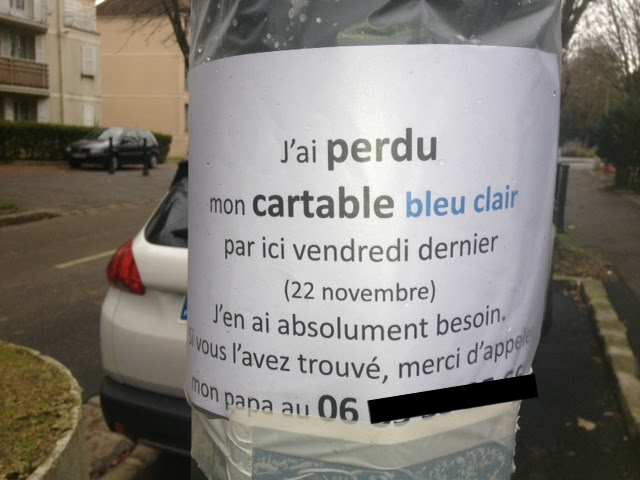 J'ai perdu
mon cartable bleu clair
par ici vendredi dernier
(22 novembre)
J'en ai absolument besoin.
Si vous l'avez trouvé, merci d'appeler
mon papa au 06